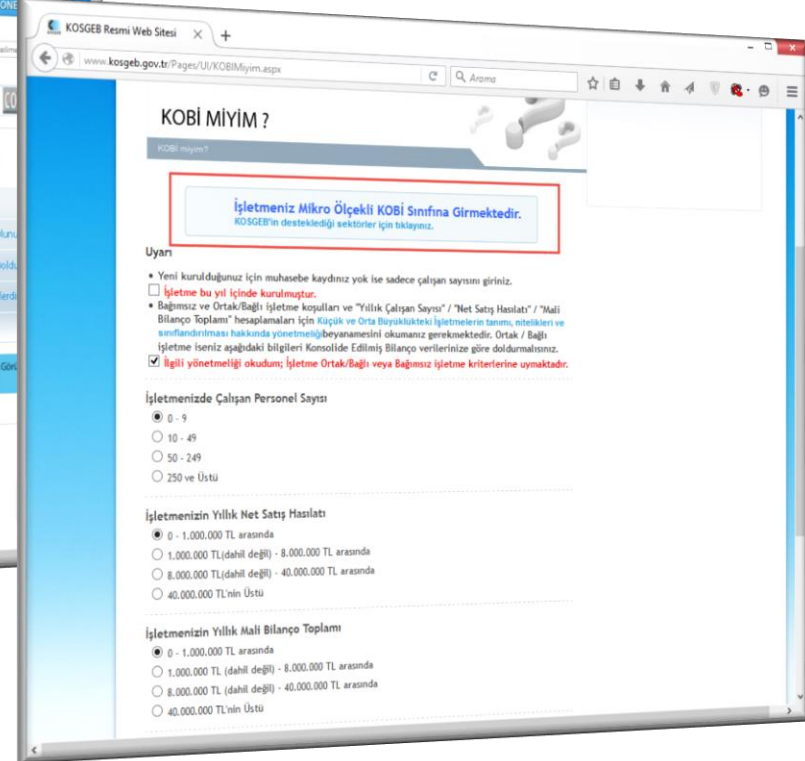 KOSGEB Resmi Web Sitesi
www.kosgeb.gov.tr/Pages/UI/KOBIMiyim.aspx
Arama
KOBİ MİYİM ?
KOBİ miyim?
İşletmeniz Mikro Ölçekli KOBİ Sınıfına Girmektedir.
KOSGEB'in desteklediği sektörler için tıklayınız.
Uyarı
• Yeni kurulduğunuz için muhasebe kaydınız yok ise sadece çalışan sayısını giriniz.
İşletme bu yıl içinde kurulmuştur.
• Bağımsız ve Ortak/Bağlı işletme koşulları ve "Yıllık Çalışan Sayısı" / "Net Satış Hasılatı" / "Mali
Bilanço Toplamı" hesaplamaları için Küçük ve Orta Büyüklükteki İşletmelerin tanımı, nitelikleri ve
sınıflandırılması hakkında yönetmeliğibeyanamesini okumanız gerekmektedir. Ortak / Bağlı
işletme iseniz aşağıdaki bilgileri Konsolide Edilmiş Bilanço verilerinize göre doldurmalısınız.
İlgili yönetmeliği okudum; İşletme Ortak/Bağlı veya Bağımsız işletme kriterlerine uymaktadır.
İşletmenizde Çalışan Personel Sayısı
0 - 9
10 - 49
50 - 249
250 ve Üstü
İşletmenizin Yıllık Net Satış Hasılatı
0 - 1.000.000 TL arasında
1.000.000 TL(dahil değil) - 8.000.000 TL arasında
8.000.000 TL(dahil değil) - 40.000.000 TL arasında
40.000.000 TL'nin Üstü
İşletmenizin Yıllık Mali Bilanço Toplamı
0 - 1.000.000 TL arasında
1.000.000 TL (dahil değil) - 8.000.000 TL arasında
8.000.000 TL (dahil değil) - 40.000.000 TL arasında
40.000.000 TL'nin Üstü